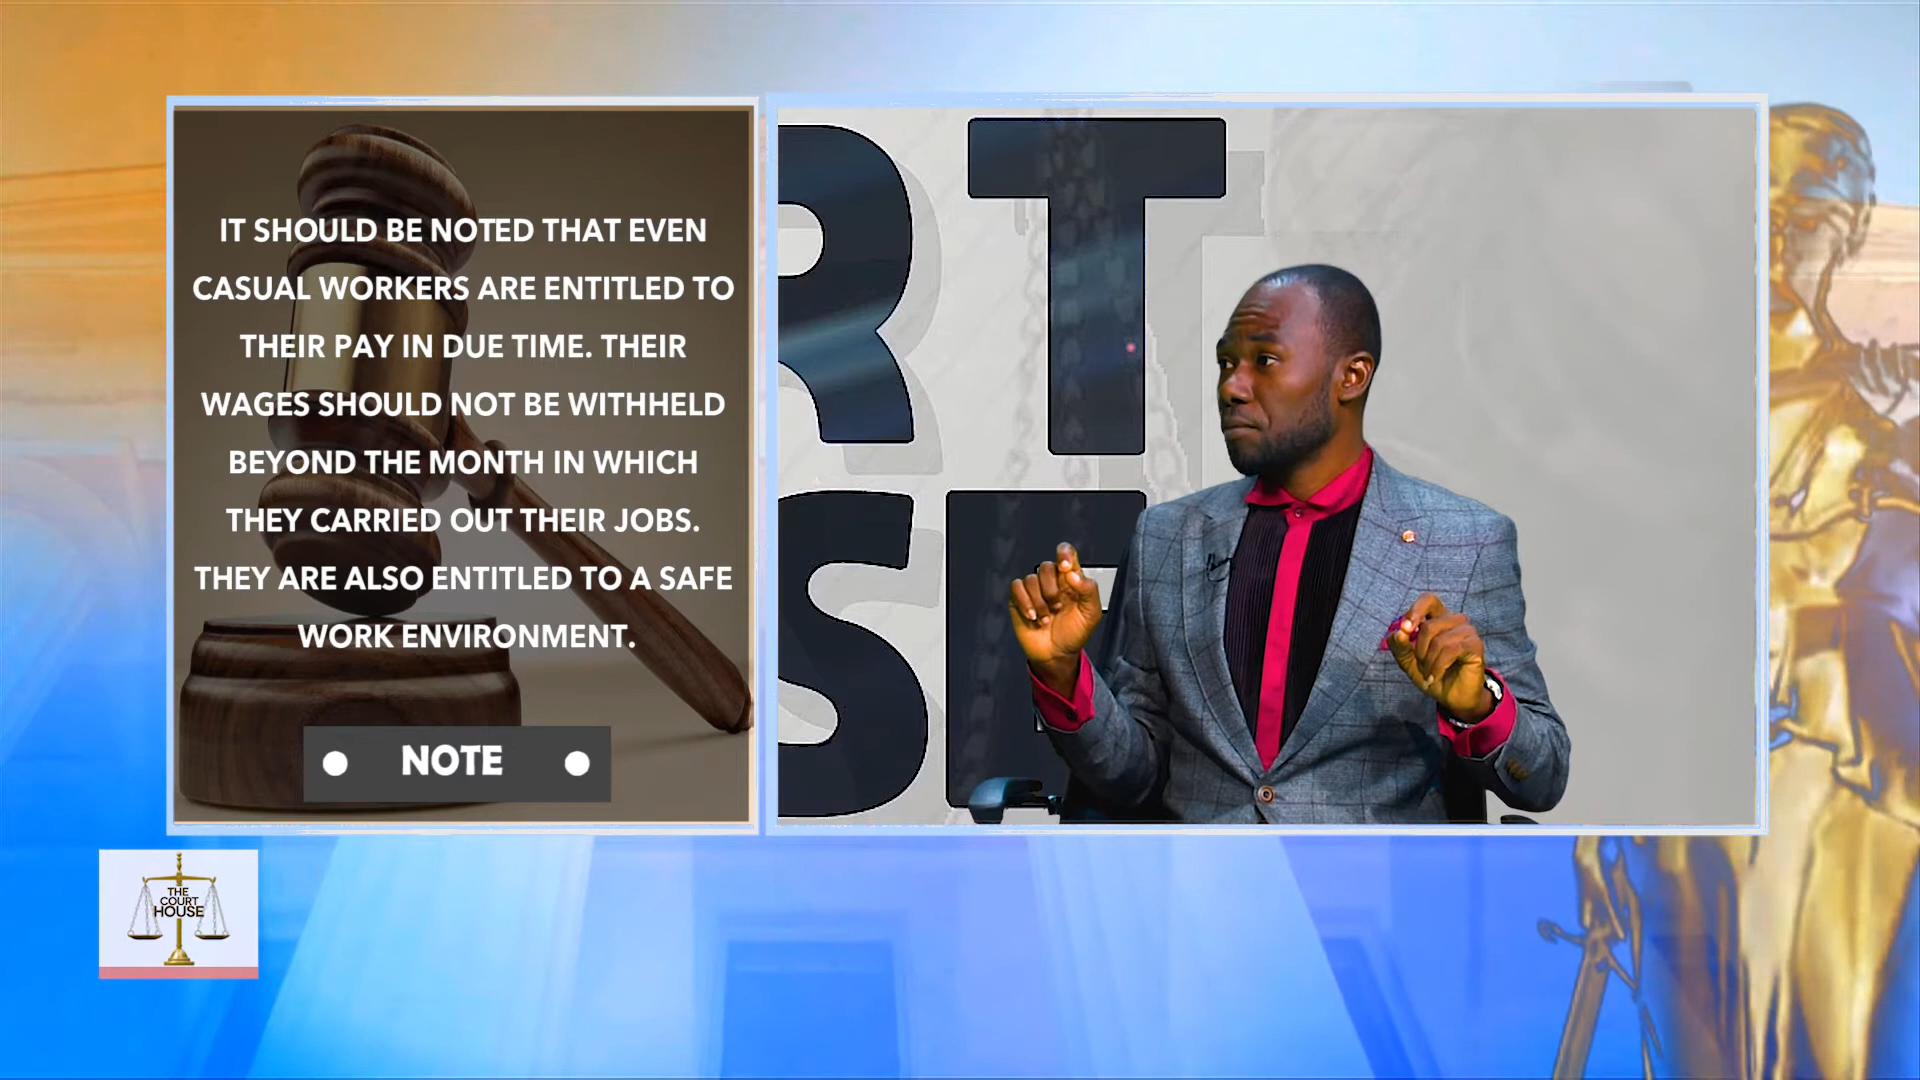 IT SHOULD BE NOTED THAT EVEN
CASUAL WORKERS ARE ENTITLED TO
THEIR PAY IN DUE TIME. THEIR
WAGES SHOULD NOT BE WITHHELD
BEYOND THE MONTH IN WHICH
THEY CARRIED OUT THEIR JOBS.
THEY ARE ALSO ENTITLED TO A SAFE
WORK ENVIRONMENT.
NOTE
RT
SE
THE
COURT
HOUSE